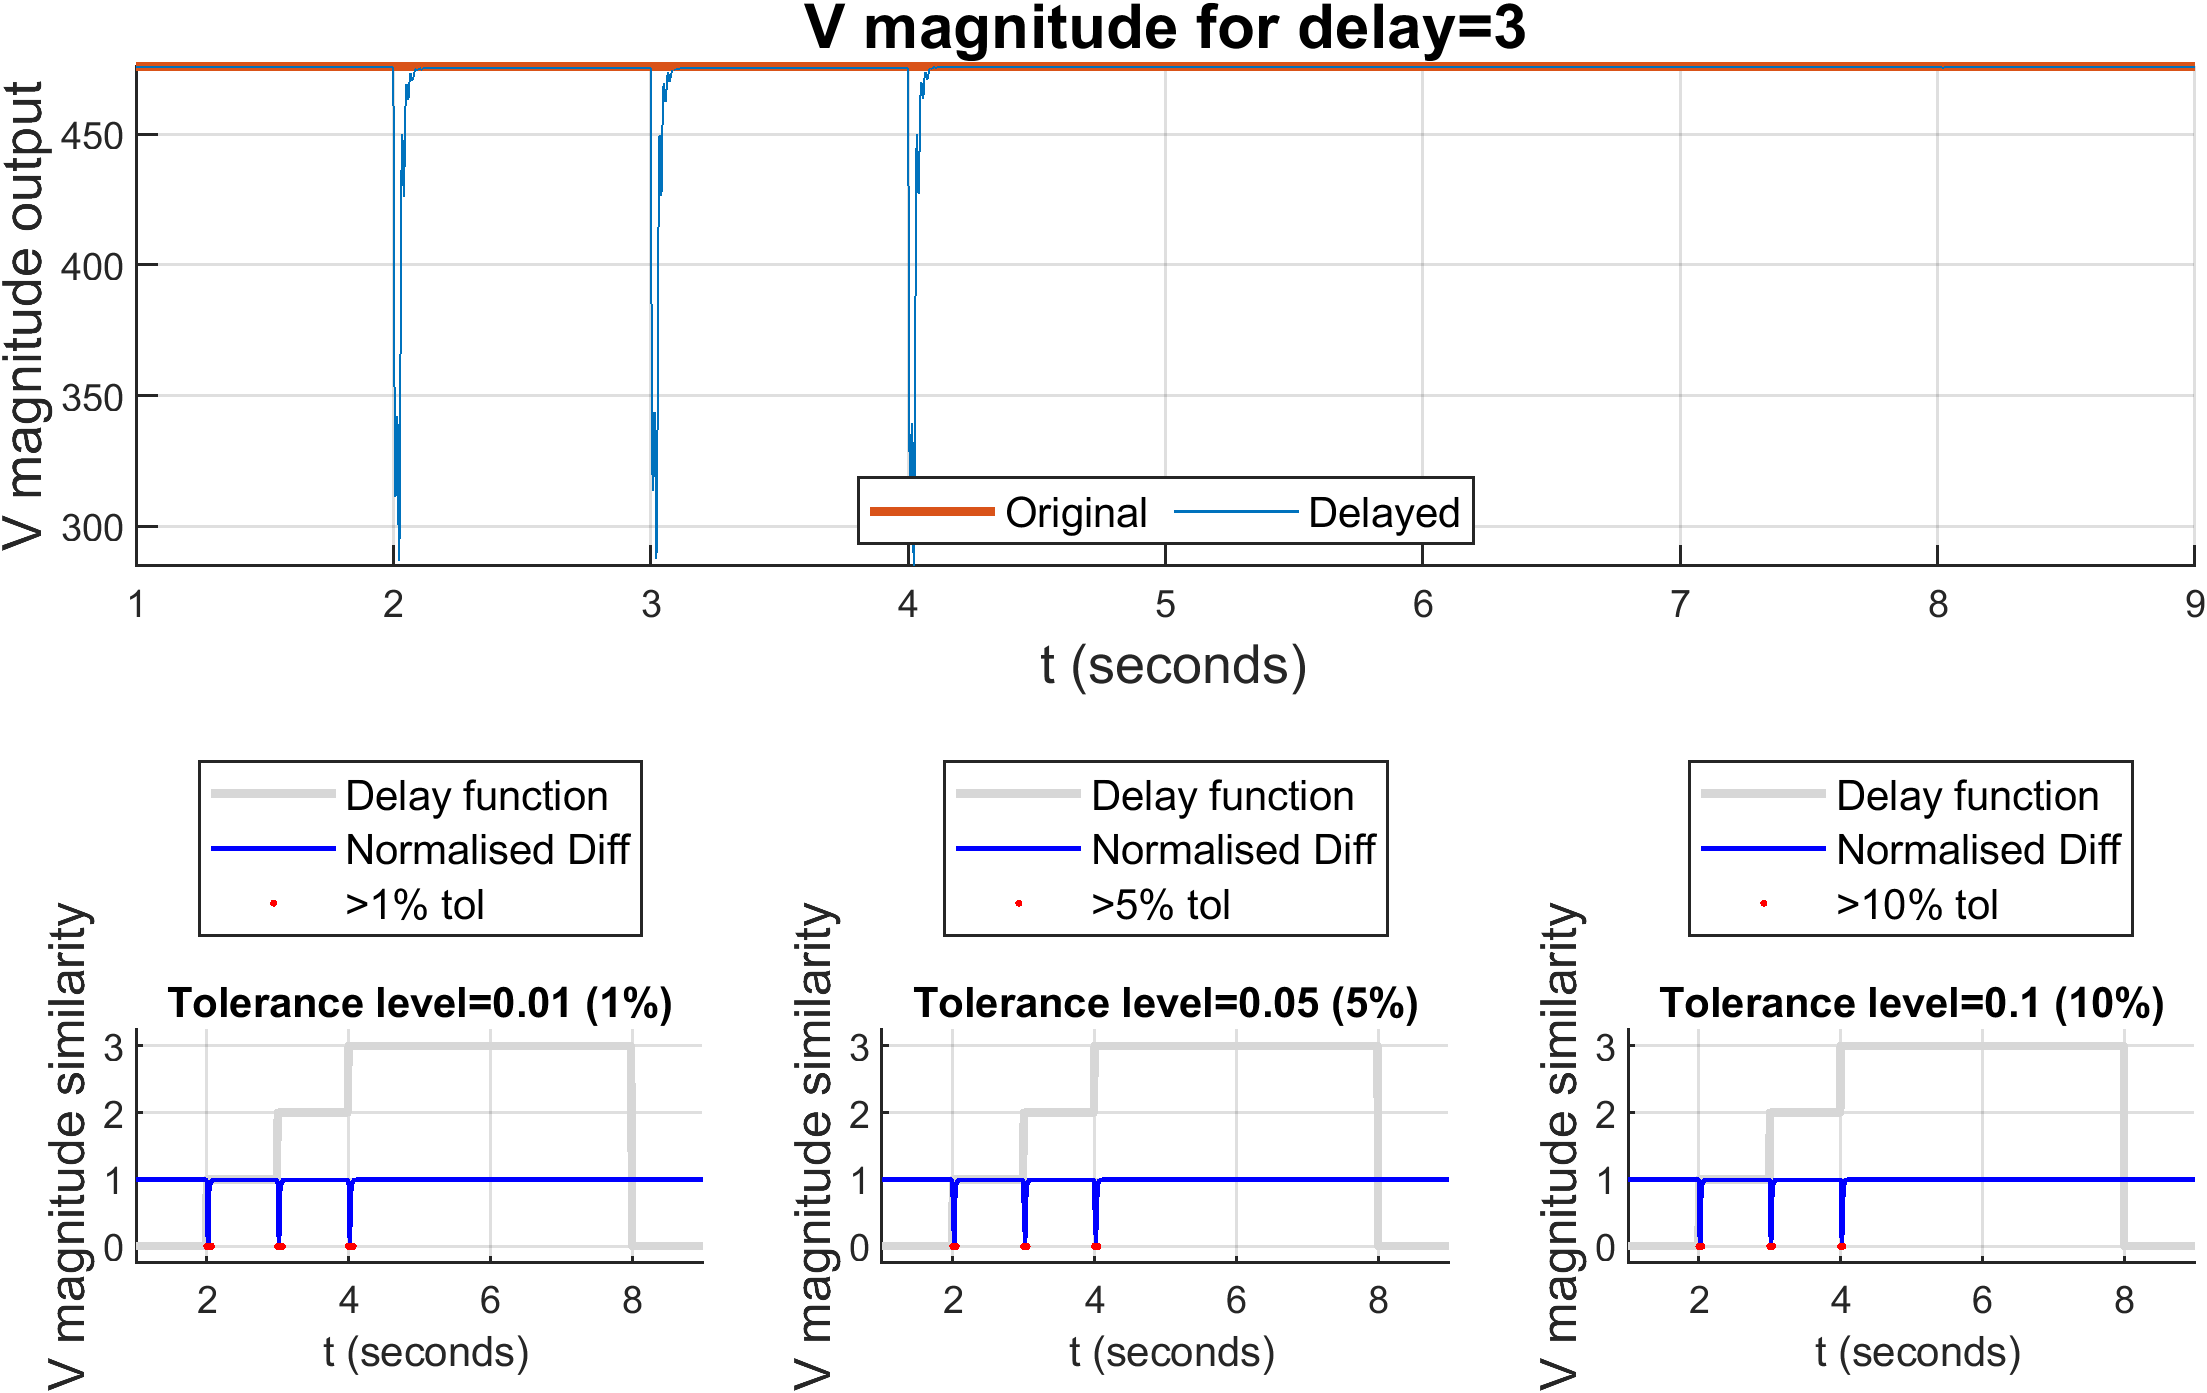 V magnitude for delay=3
V magnitude output
450
400
350
300
Original
Delayed
1 2 3 4 5 6 7 8 9
t (seconds)
Delay function
Normalised Diff
>1% tol
Tolerance level=0.01 (1%)
V magnitude similarity
3
2
1
0
2 4 6 8
t (seconds)
Delay function
Normalised Diff
>5% tol
Tolerance level=0.05 (5%)
V magnitude similarity
3
2
1
0
2 4 6 8
t (seconds)
Delay function
Normalised Diff
>10% tol
Tolerance level=0.1 (10%)
V magnitude similarity
3
2
1
0
2 4 6 8
t (seconds)